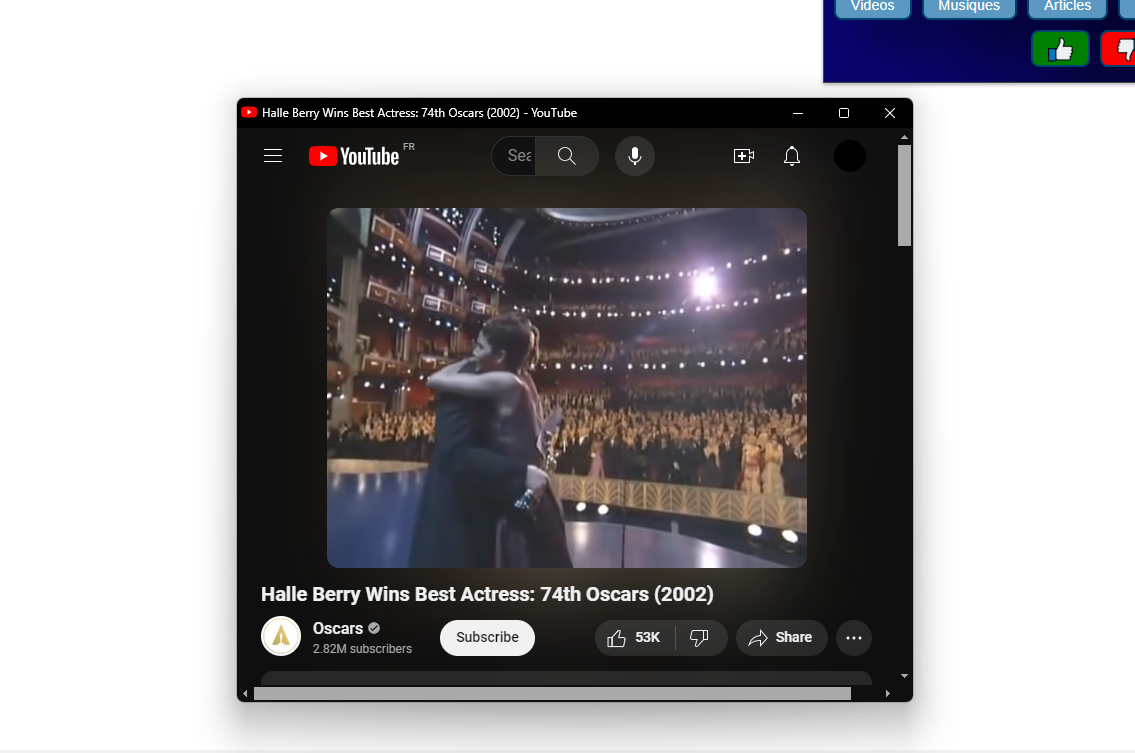 Videos Musiques Articles
Halle Berry Wins Best Actress: 74th Oscars (2002) - YouTube
YouTube FR Sea
Halle Berry Wins Best Actress: 74th Oscars (2002)
Oscars
2.82M subscribers
Subscribe
53K
Share